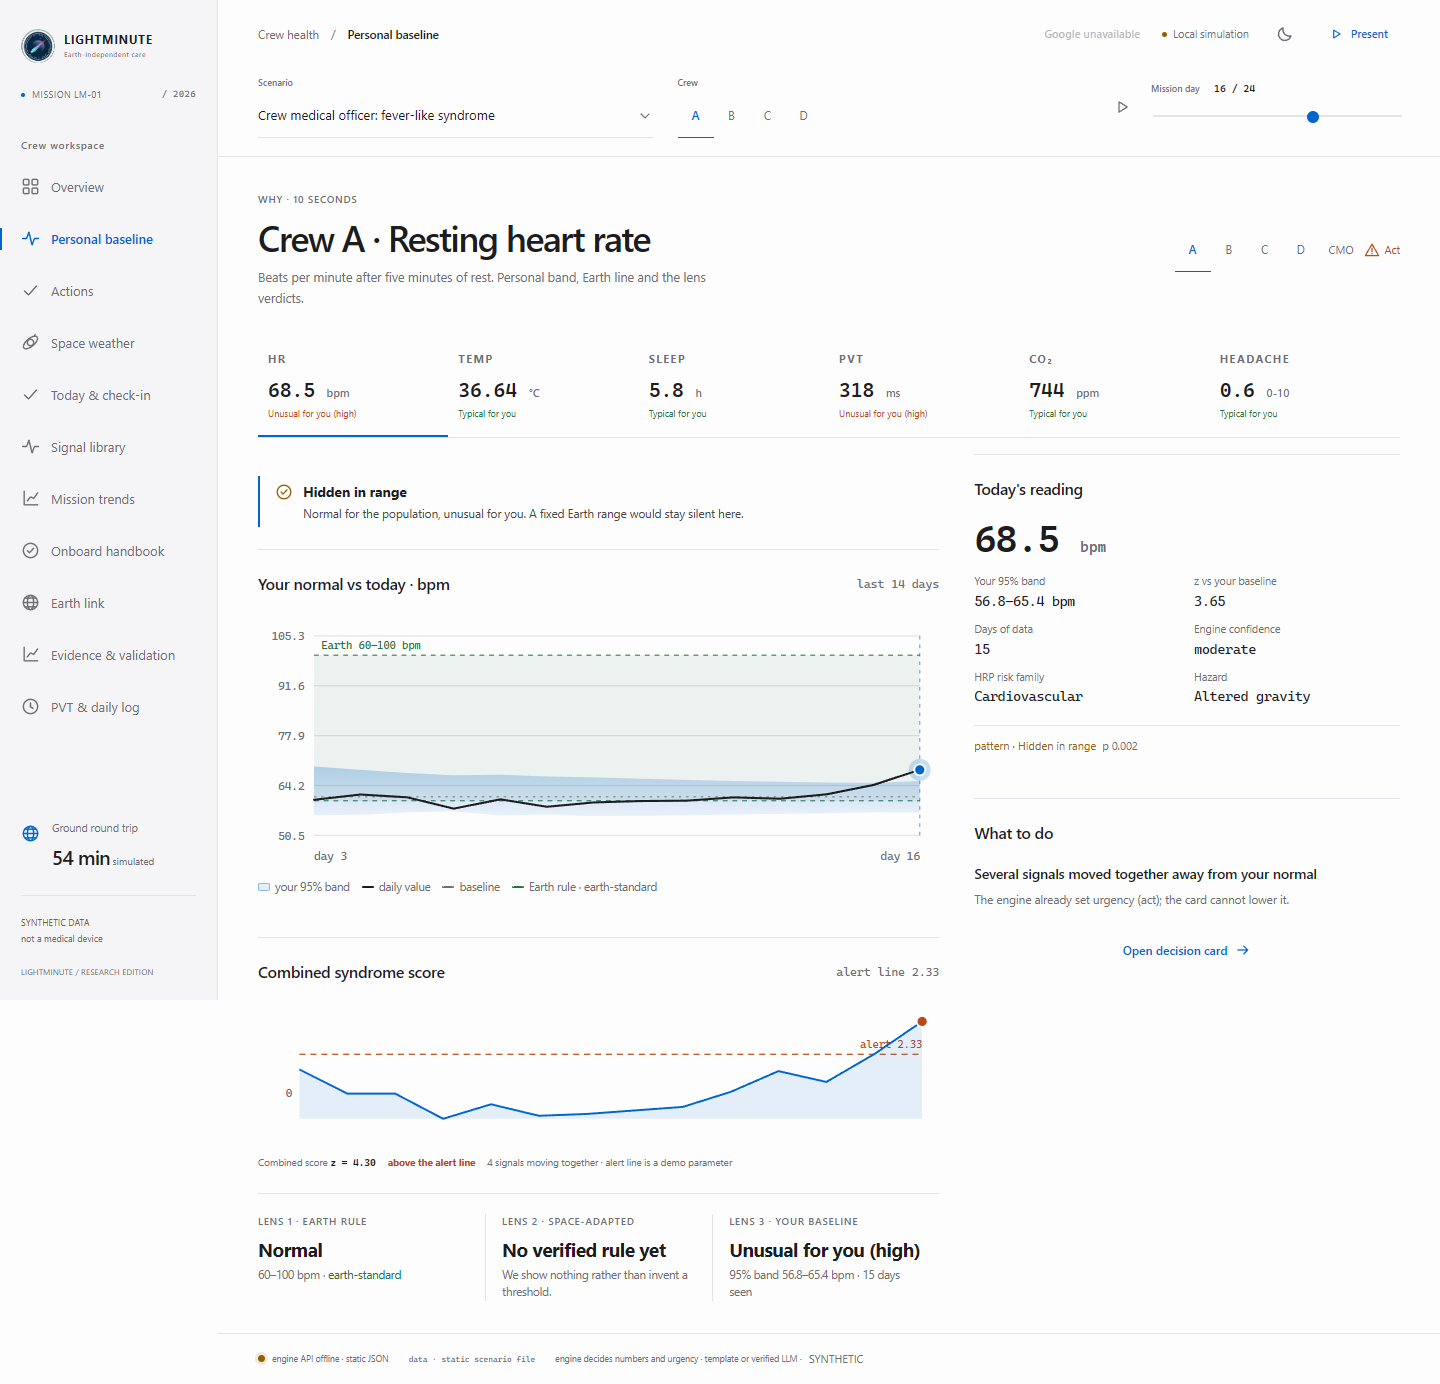 LIGHTMINUTE
Earth independent care
MISSION LM-01 / 2026
Crew workspace
Overview
Personal baseline
Actions
Space weather
Today & check-in
Signal library
Mission trends
Onboard handbook
Earth link
Evidence & validation
PVT & daily log
Ground round trip
54 min simulated
SYNTHETIC DATA
not a medical device
LIGHTMINUTE / RESEARCH EDITION
Crew health / Personal baseline
Google unavailable
Local simulation
Present
Scenario
Crew medical officer: fever-like syndrome
Crew
A B C D
Mission day 16 / 24
WHY · 10 SECONDS
Crew A · Resting heart rate
Beats per minute after five minutes of rest. Personal band, Earth line and the lens
verdicts.
A B C D CMO Act
HR
68.5 bpm
Unusual for you (high)
TEMP
36.64 °C
Typical for you
SLEEP
5.8 h
Typical for you
PVT
318 ms
Unusual for you (high)
CO₂
744 ppm
Typical for you
HEADACHE
0.6 0-10
Typical for you
Hidden in range
Normal for the population, unusual for you. A fixed Earth range would stay silent here.
Your normal vs today · bpm
last 14 days
105.3
Earth 60–100 bpm
91.6
77.9
64.2
50.5
day 3 day 16
your 95% band daily value baseline Earth rule · earth-standard
Combined syndrome score
alert line 2.33
alert 2.33
0
Combined score z = 4.30 above the alert line 4 signals moving together · alert line is a demo parameter
LENS 1 · EARTH RULE
Normal
60–100 bpm · earth-standard
LENS 2 · SPACE-ADAPTED
No verified rule yet
We show nothing rather than invent a
threshold.
LENS 3 · YOUR BASELINE
Unusual for you (high)
95% band 56.8–65.4 bpm · 15 days
seen
Today's reading
68.5 bpm
Your 95% band
56.8–65.4 bpm
z vs your baseline
3.65
Days of data
15
Engine confidence
moderate
HRP risk family
Cardiovascular
Hazard
Altered gravity
pattern · Hidden in range p 0.002
What to do
Several signals moved together away from your normal
The engine already set urgency (act); the card cannot lower it.
Open decision card
engine API offline · static JSON data · static scenario file engine decides numbers and urgency · template or verified LLM · SYNTHETIC